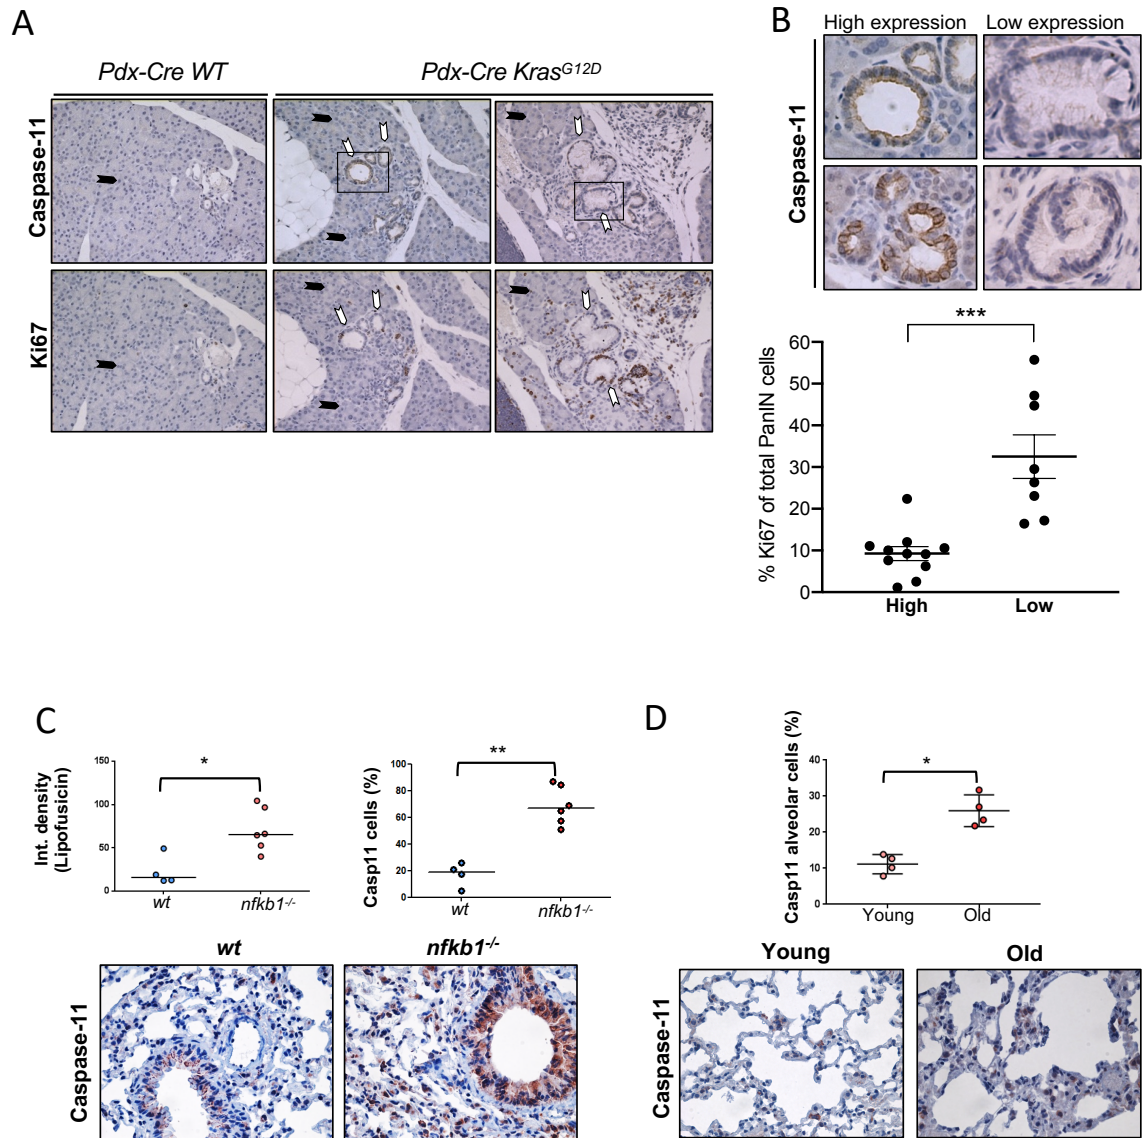 A
Pdx-Cre WT
Pdx-Cre Kras^G12D
Caspase-11
Ki67
B
High expression
Low expression
Caspase-11
***
% Ki67 of total PanIN cells
60
50
40
30
20
10
0
High
Low
C
*
Int. density
(Lipofusicin)
150
100
50
0
wt
nfkb1-/-
**
Casp11 cells (%)
100
80
60
40
20
0
wt
nfkb1-/-
wt
nfkb1-/-
Caspase-11
D
*
Casp11 alveolar cells (%)
40
30
20
10
0
Young
Old
Young
Old
Caspase-11